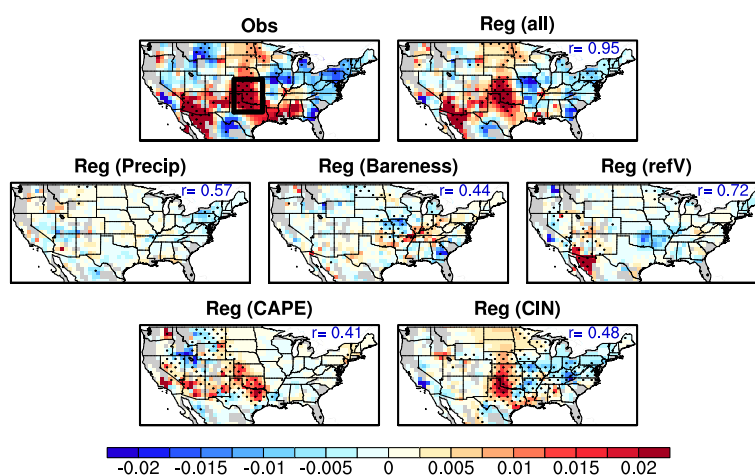 Obs
Reg (all)
r= 0.95
Reg (Precip)
Reg (Bareness)
Reg (refV)
r= 0.57
r= 0.44
r= 0.72
Reg (CAPE)
Reg (CIN)
r= 0.41
r= 0.48
-0.02 -0.015 -0.01 -0.005 0 0.005 0.01 0.015 0.02